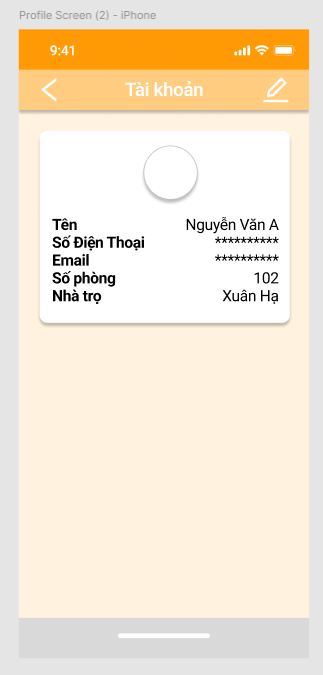 Profile Screen (2) - iPhone
9:41
Tài khoản
Tên Nguyễn Văn A
Số Điện Thoại **********
Email **********
Số phòng 102
Nhà trọ Xuân Hạ